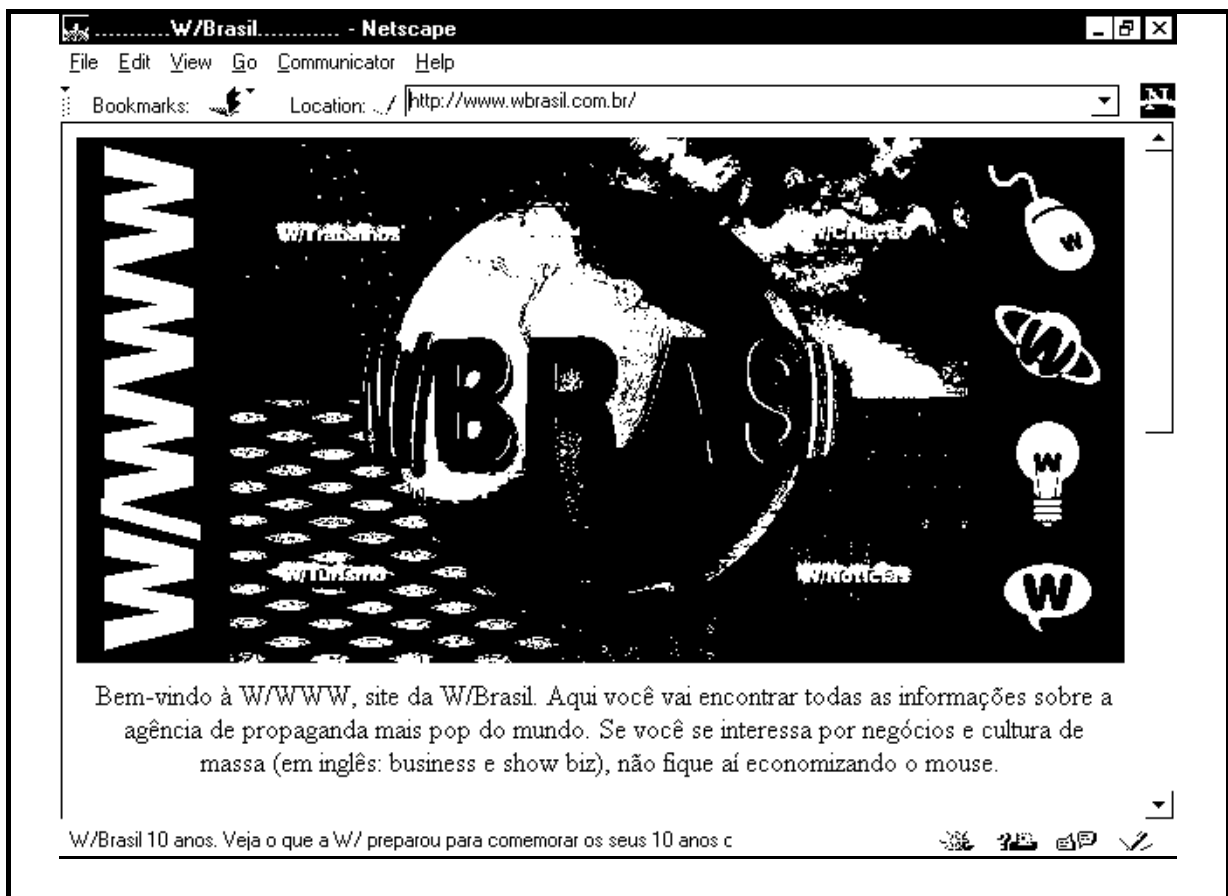 ...........W/Brasil............ - Netscape
File Edit View Go Communicator Help
Bookmarks: Location: http://www.wbrasil.com.br/
W/WWW
W/Trabalhos
W/Criação
W
W
/BRAS
W
W/Turismo
W/Notícias
W
Bem-vindo à W/WWW, site da W/Brasil. Aqui você vai encontrar todas as informações sobre a
agência de propaganda mais pop do mundo. Se você se interessa por negócios e cultura de
massa (em inglês: business e show biz), não fique aí economizando o mouse.
W/Brasil 10 anos. Veja o que a W/ preparou para comemorar os seus 10 anos c